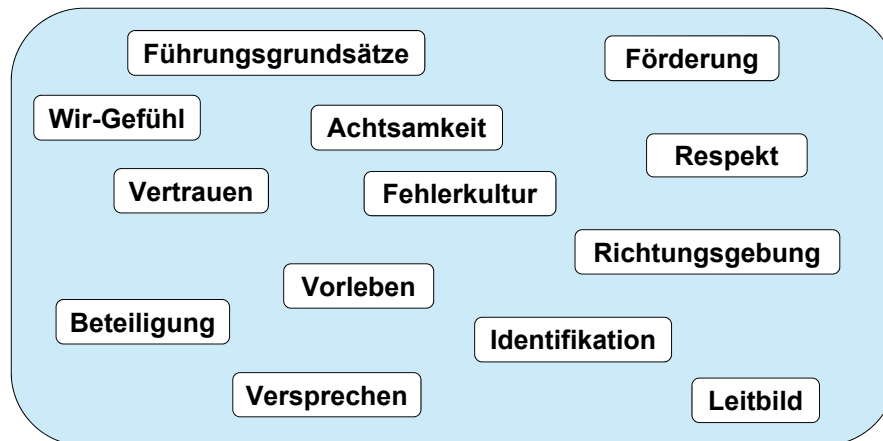 Führungsgrundsätze
Förderung
Wir-Gefühl
Achtsamkeit
Respekt
Vertrauen
Fehlerkultur
Richtungsgebung
Vorleben
Beteiligung
Identifikation
Versprechen
Leitbild